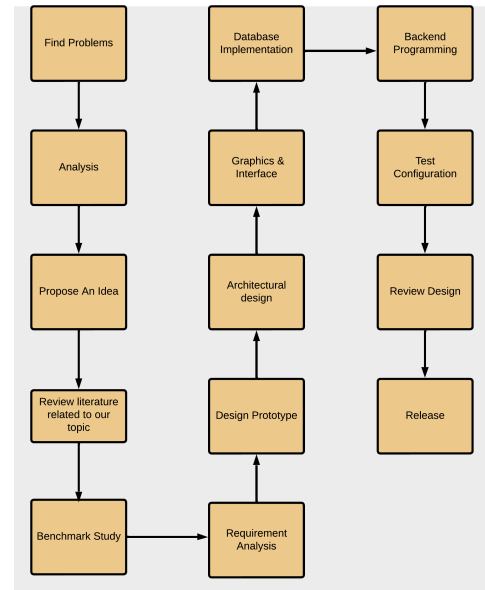 Find Problems
Analysis
Propose An Idea
Review literature
related to our
topic
Benchmark Study
Requirement
Analysis
Design Prototype
Architectural
design
Graphics &
Interface
Database
Implementation
Backend
Programming
Test
Configuration
Review Design
Release